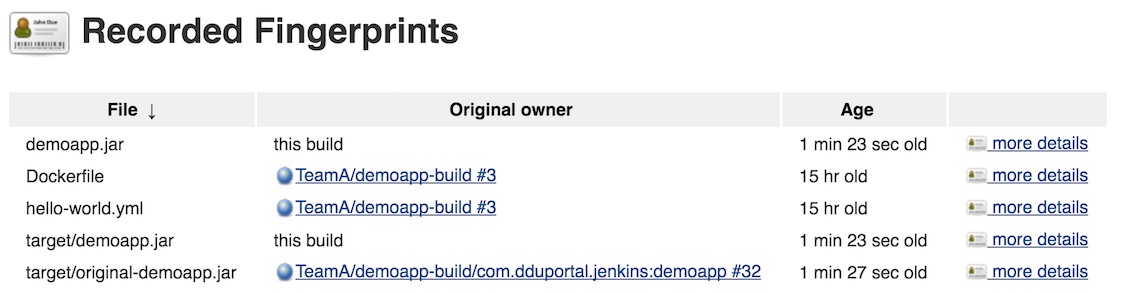 Recorded Fingerprints
File ↓ Original owner Age
demoapp.jar this build 1 min 23 sec old more details
Dockerfile TeamA/demoapp-build #3 15 hr old more details
hello-world.yml TeamA/demoapp-build #3 15 hr old more details
target/demoapp.jar this build 1 min 23 sec old more details
target/original-demoapp.jar TeamA/demoapp-build/com.dduportal.jenkins:demoapp #32 1 min 27 sec old more details